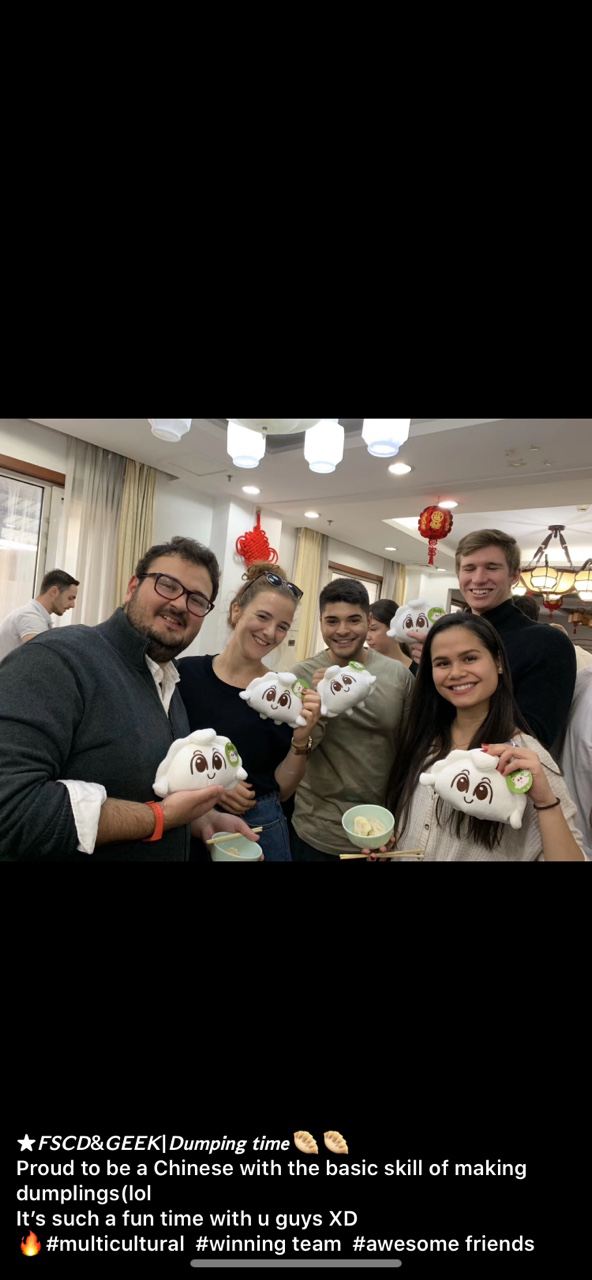 ★FSCD&GEEK|Dumping time🥟🥟
Proud to be a Chinese with the basic skill of making
dumplings(lol
It’s such a fun time with u guys XD
🔥#multicultural #winning team #awesome friends